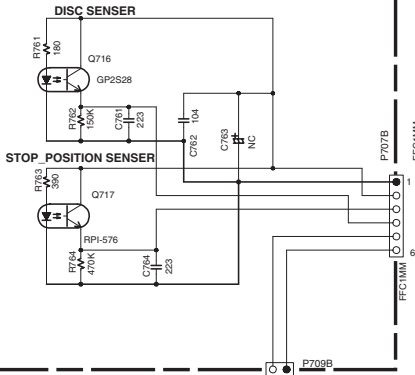 DISC SENSER
R761
180
Q716
GP2S28
R762
150K
C761
223
104
C762
C763
NC
P707B
FFC1MM
STOP_POSITION SENSER
R763
390
Q717
RPI-576
R764
470K
C764
223
1
6
FFC1MM
P709B